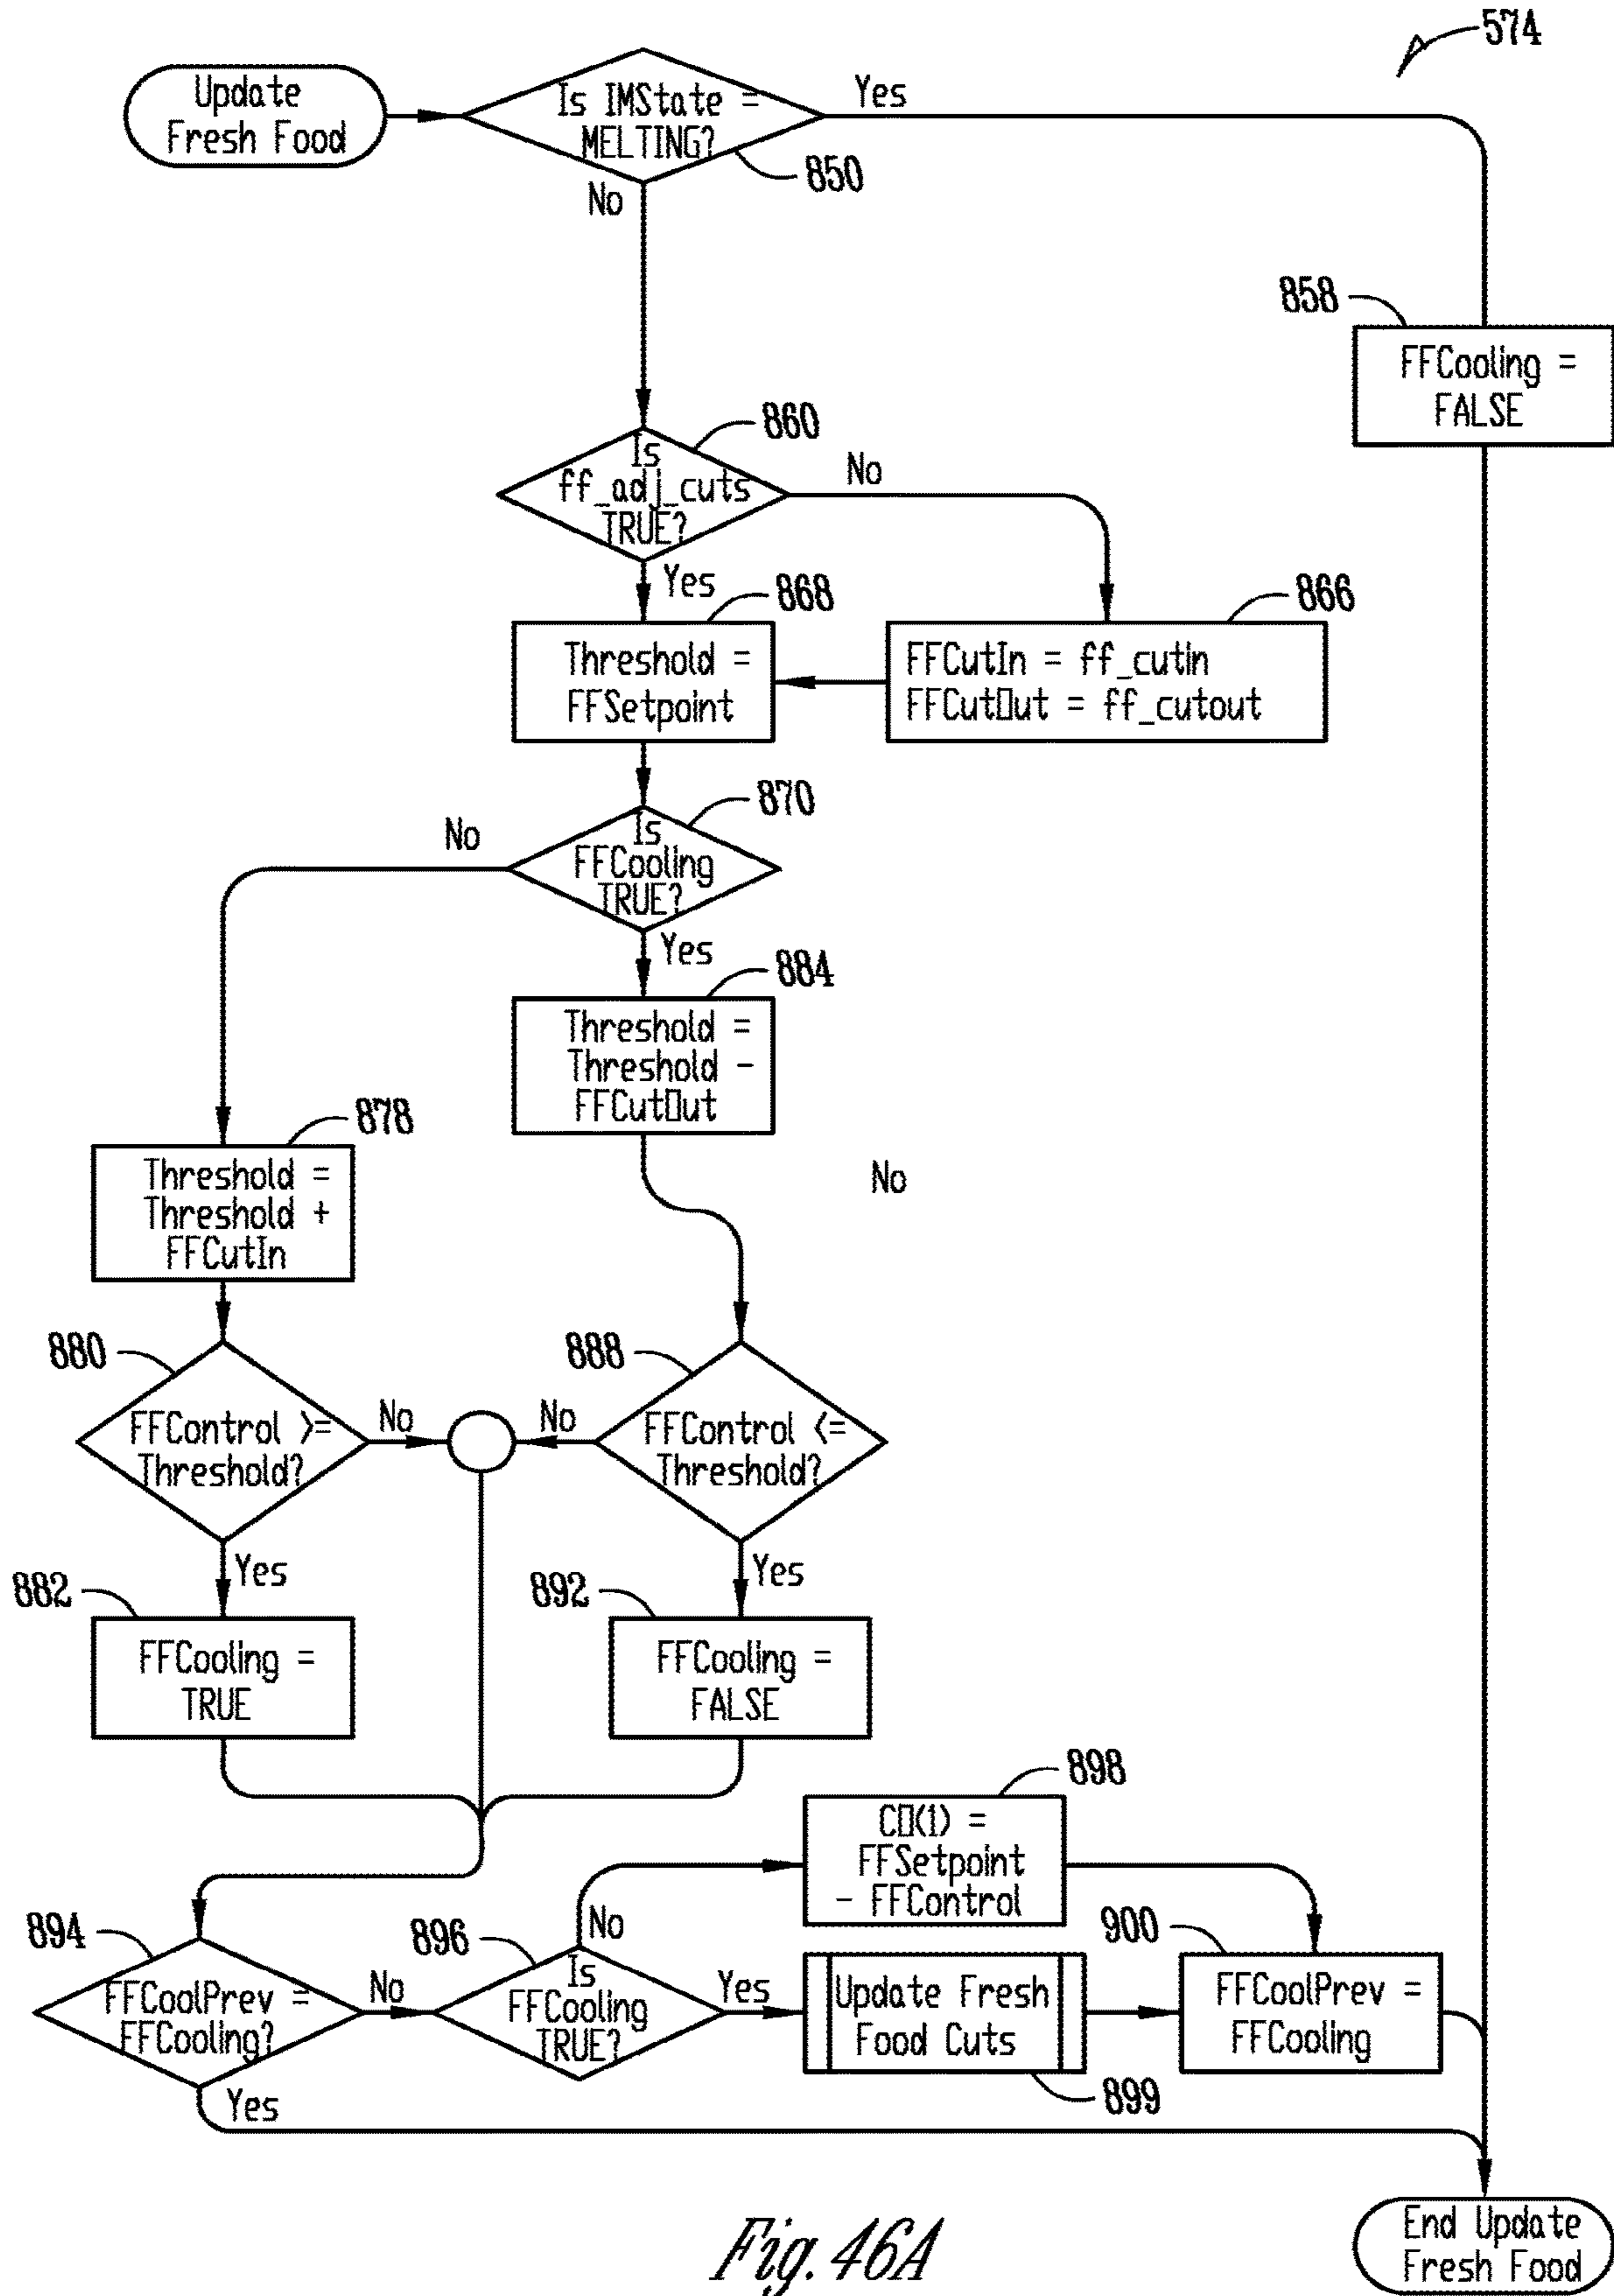 574
Update
Fresh Food
Is IMState =
MELTING?
Yes
850
No
858
FFCooling =
FALSE
860
Is
ff_adj_cuts
TRUE?
No
Yes
868
866
Threshold =
FFSetpoint
FFCutIn = ff_cutin
FFCutOut = ff_cutout
870
No
Is
FFCooling
TRUE?
Yes
884
Threshold =
Threshold -
FFCutOut
878
No
Threshold =
Threshold +
FFCutIn
880
888
FFControl >=
Threshold?
No
No
FFControl <=
Threshold?
Yes
Yes
882
892
FFCooling =
TRUE
FFCooling =
FALSE
898
CO(1) =
FFSetpoint
- FFControl
894
896
No
900
FFCoolPrev =
FFCooling?
No
Is
FFCooling
TRUE?
Yes
Update Fresh
Food Cuts
FFCoolPrev =
FFCooling
899
Yes
End Update
Fresh Food
Fig. 46A